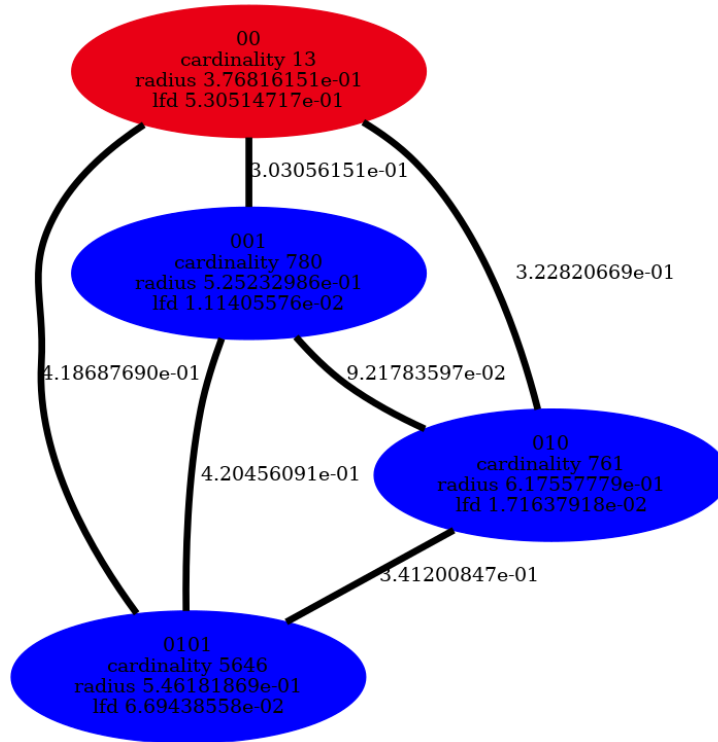 00
cardinality 13
radius 3.76816151e-01
lfd 5.30514717e-01
3.03056151e-01
001
cardinality 780
radius 5.25232986e-01
lfd 1.11405576e-02
3.22820669e-01
4.18687690e-01
9.21783597e-02
010
cardinality 761
radius 6.17557779e-01
lfd 1.71637918e-02
4.20456091e-01
3.41200847e-01
0101
cardinality 5646
radius 5.46181869e-01
lfd 6.69438558e-02